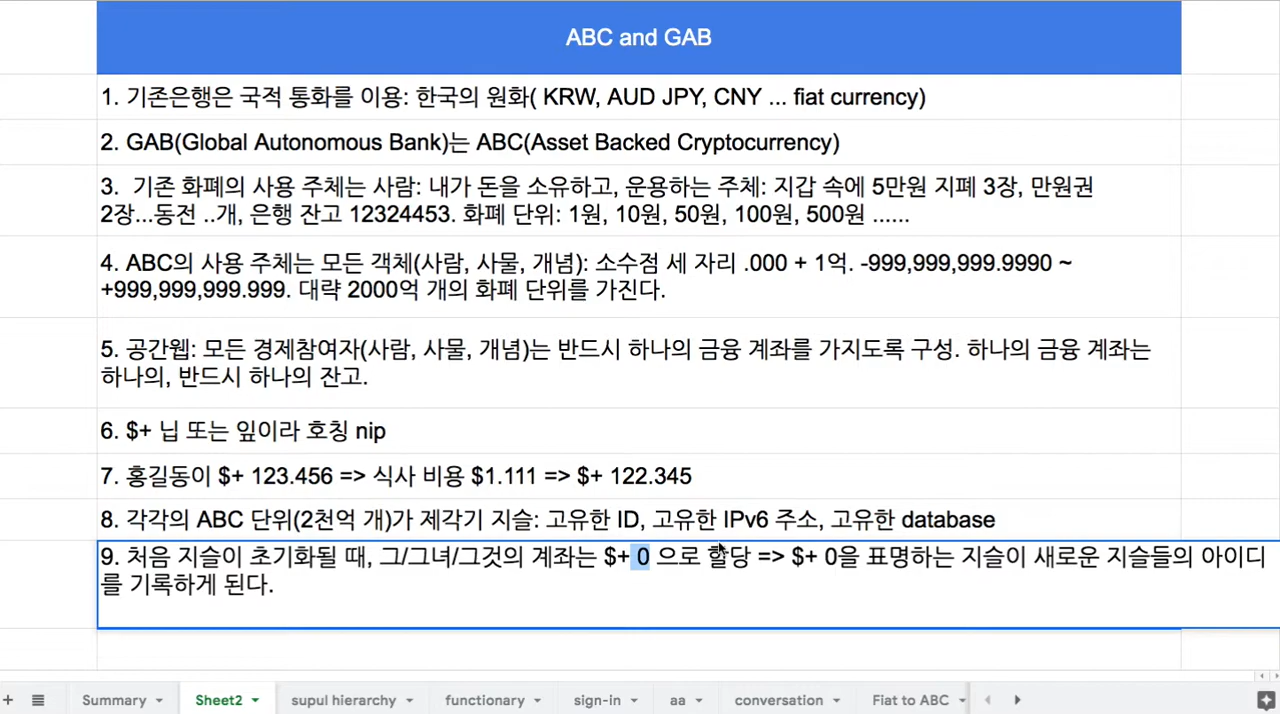 ABC and GAB
1. 기존은행은 국적 통화를 이용: 한국의 원화( KRW, AUD JPY, CNY ... fiat currency)
2. GAB(Global Autonomous Bank)는 ABC(Asset Backed Cryptocurrency)
3. 기존 화폐의 사용 주체는 사람: 내가 돈을 소유하고, 운용하는 주체: 지갑 속에 5만원 지폐 3장, 만원권
2장...동전 ..개, 은행 잔고 12324453. 화폐 단위: 1원, 10원, 50원, 100원, 500원 ......
4. ABC의 사용 주체는 모든 객체(사람, 사물, 개념): 소수점 세 자리 .000 + 1억. -999,999,999.9990 ~
+999,999,999.999. 대략 2000억 개의 화폐 단위를 가진다.
5. 공간웹: 모든 경제참여자(사람, 사물, 개념)는 반드시 하나의 금융 계좌를 가지도록 구성. 하나의 금융 계좌는
하나의, 반드시 하나의 잔고.
6. $+ 닙 또는 잎이라 호칭 nip
7. 홍길동이 $+ 123.456 => 식사 비용 $1.111 => $+ 122.345
8. 각각의 ABC 단위(2천억 개)가 제각기 지슬: 고유한 ID, 고유한 IPv6 주소, 고유한 database
9. 처음 지슬이 초기화될 때, 그/그녀/그것의 계좌는 $+ 0 으로 할당 => $+ 0을 표명하는 지슬이 새로운 지슬들의 아이디
를 기록하게 된다.
Summary Sheet2 supul hierarchy functionary sign-in aa conversation Fiat to ABC